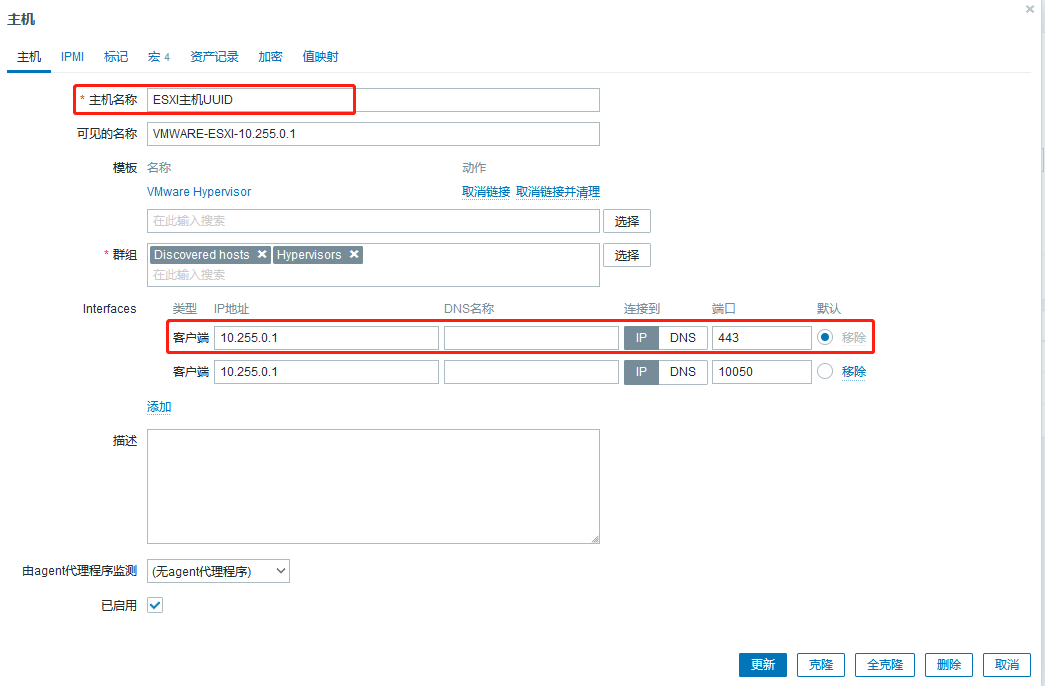 主机
×
主机 IPMI 标记 宏 4 资产记录 加密 值映射
* 主机名称 ESXI主机UUID
可见的名称 VMWARE-ESXI-10.255.0.1
模板 名称 动作
VMware Hypervisor 取消链接 取消链接并清理
在此输入搜索 选择
* 群组 Discovered hosts × Hypervisors × 选择
在此输入搜索
Interfaces 类型 IP地址 DNS名称 连接到 端口 默认
客户端 10.255.0.1 IP DNS 443 移除
客户端 10.255.0.1 IP DNS 10050 移除
添加
描述
由agent代理程序监测 (无agent代理程序)
已启用
更新 克隆 全克隆 删除 取消